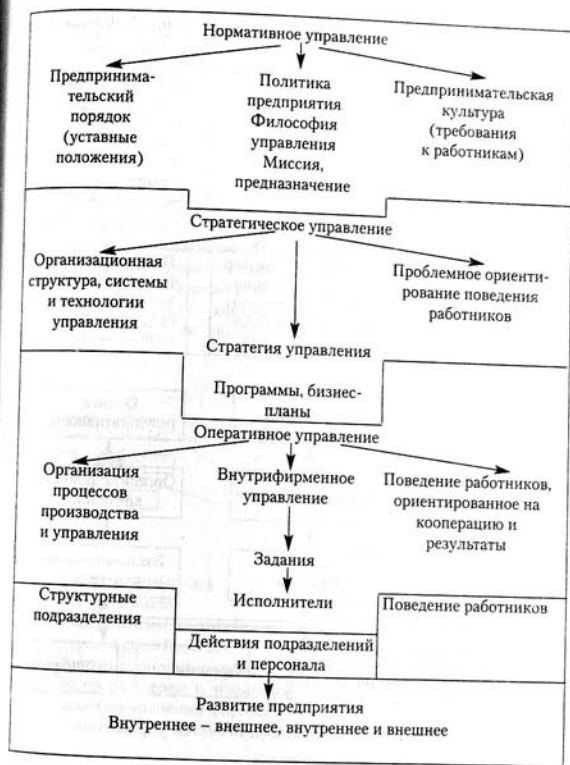 Нормативное управление
Предпринима-
тельский
порядок
(уставные
положения)
Политика
предприятия
Философия
управления
Миссия,
предназначение
Предпринимательская
культура
(требования
к работникам)
Стратегическое управление
Организационная
структура, системы
и технологии
управления
Проблемное ориенти-
рование поведения
работников
Стратегия управления
Программы, бизнес-
планы
Оперативное управление
Организация
процессов
производства
и управления
Внутрифирменное
управление
Поведение работников,
ориентированное на
кооперацию и
результаты
Задания
Исполнители
Структурные
подразделения
Поведение работников
Действия подразделений
и персонала
Развитие предприятия
Внутреннее – внешнее, внутреннее и внешнее